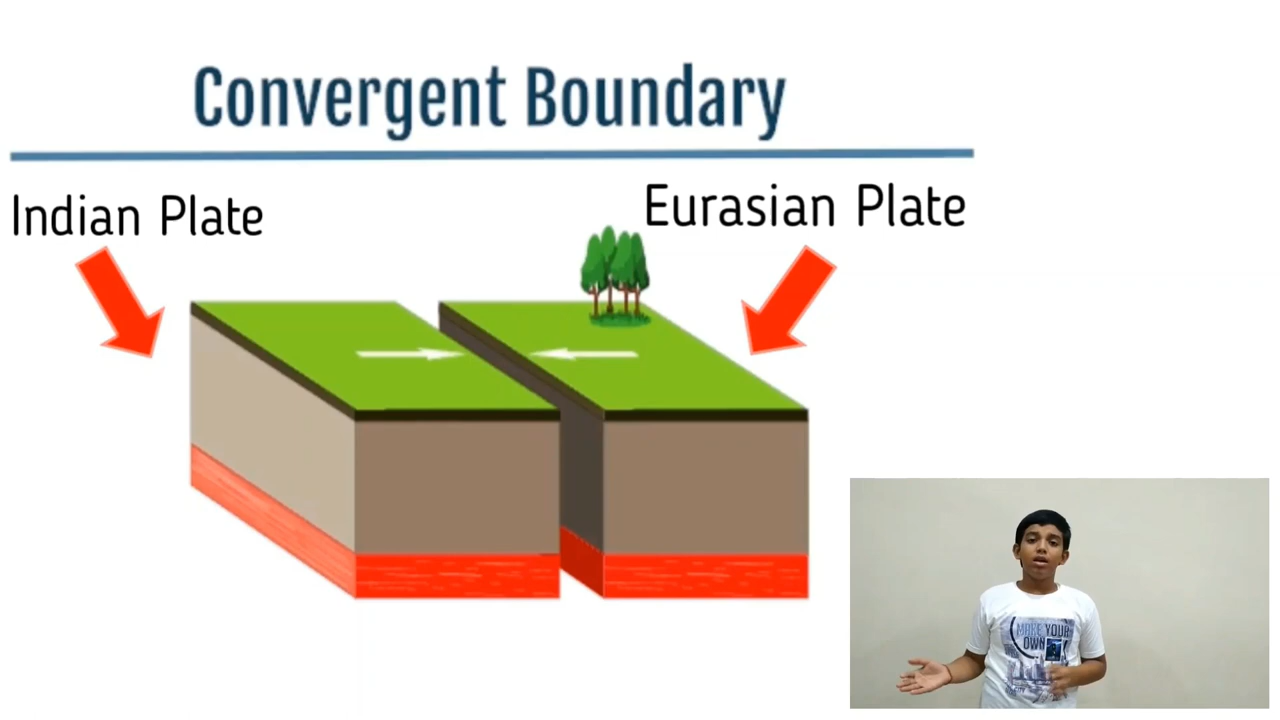 Convergent Boundary
Indian Plate
Eurasian Plate
MAKE YOUR
OWN